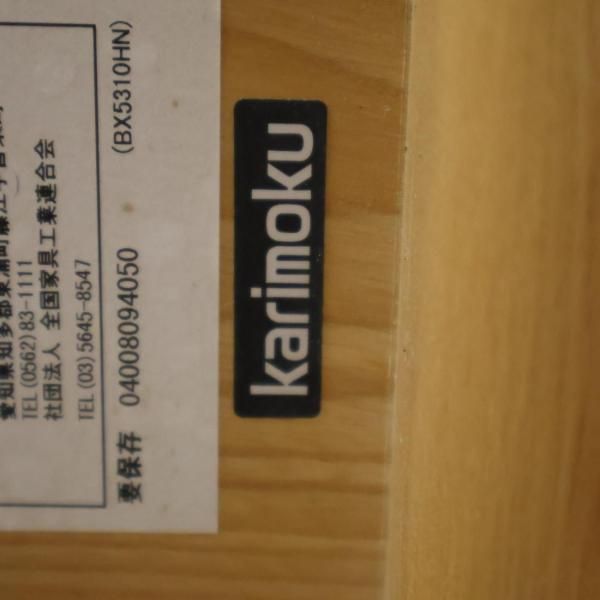 愛知県知多郡東浦町藤江字
TEL(0562)83-1111
社団法人 全国家具工業連合会
TEL(03)5645-8547
要保存 04008094050 (BX5310HN)
karimoku